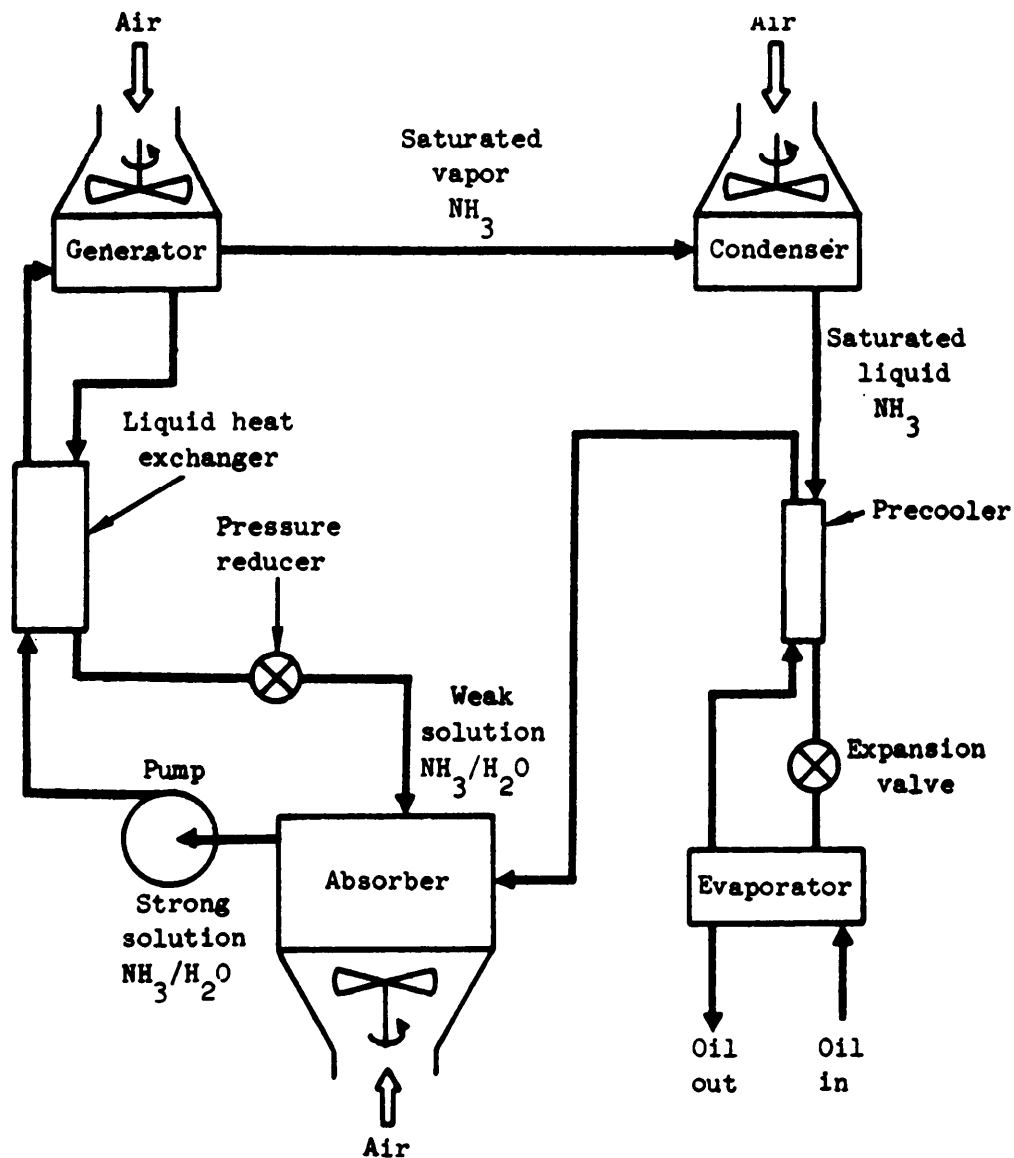 Air
Air
Saturated
vapor
NH3
Generator
Condenser
Saturated
liquid
NH3
Liquid heat
exchanger
Precooler
Pressure
reducer
Weak
solution
NH3/H2O
Expansion
valve
Pump
Absorber
Evaporator
Strong
solution
NH3/H2O
Oil
out
Oil
in
Air